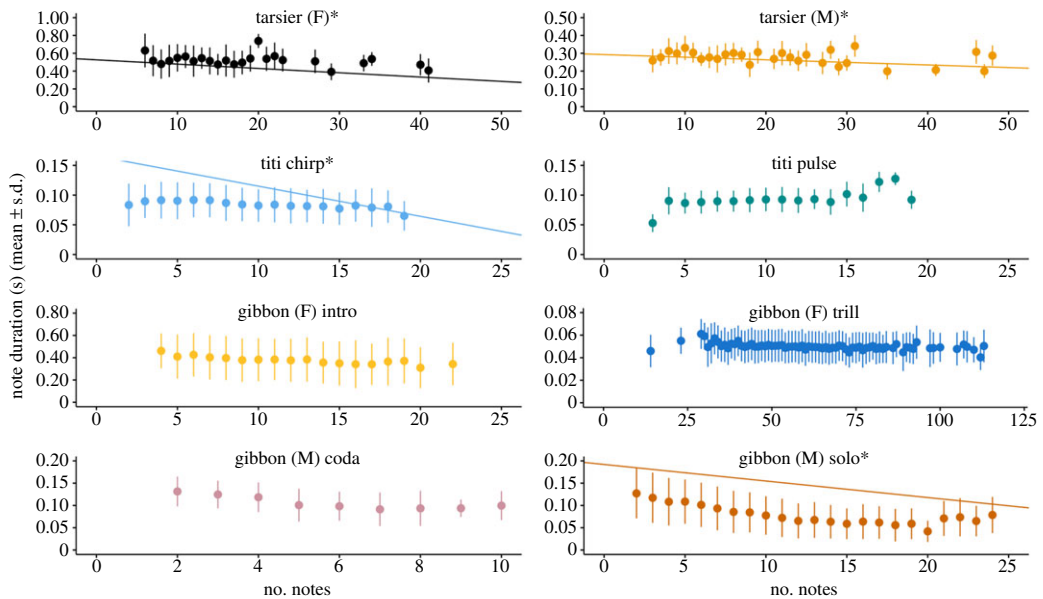 tarsier (F)*
1.00
0.80
0.60
0.40
0.20
0
0 10 20 30 40 50
tarsier (M)*
0.50
0.40
0.30
0.20
0.10
0
0 10 20 30 40 50
note duration (s) (mean ± s.d.)
titi chirp*
0.15
0.10
0.05
0
0 5 10 15 20 25
titi pulse
0.15
0.10
0.05
0
0 5 10 15 20 25
gibbon (F) intro
0.80
0.60
0.40
0.20
0
0 5 10 15 20 25
gibbon (F) trill
0.08
0.06
0.04
0.02
0
0 25 50 75 100 125
gibbon (M) coda
0.20
0.15
0.10
0.05
0
0 2 4 6 8 10
no. notes
gibbon (M) solo*
0.20
0.15
0.10
0.05
0
0 5 10 15 20 25
no. notes